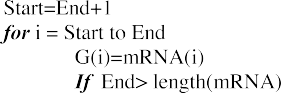 Start=End+1
for i = Start to End
G(i)=mRNA(i)
If End> length(mRNA)